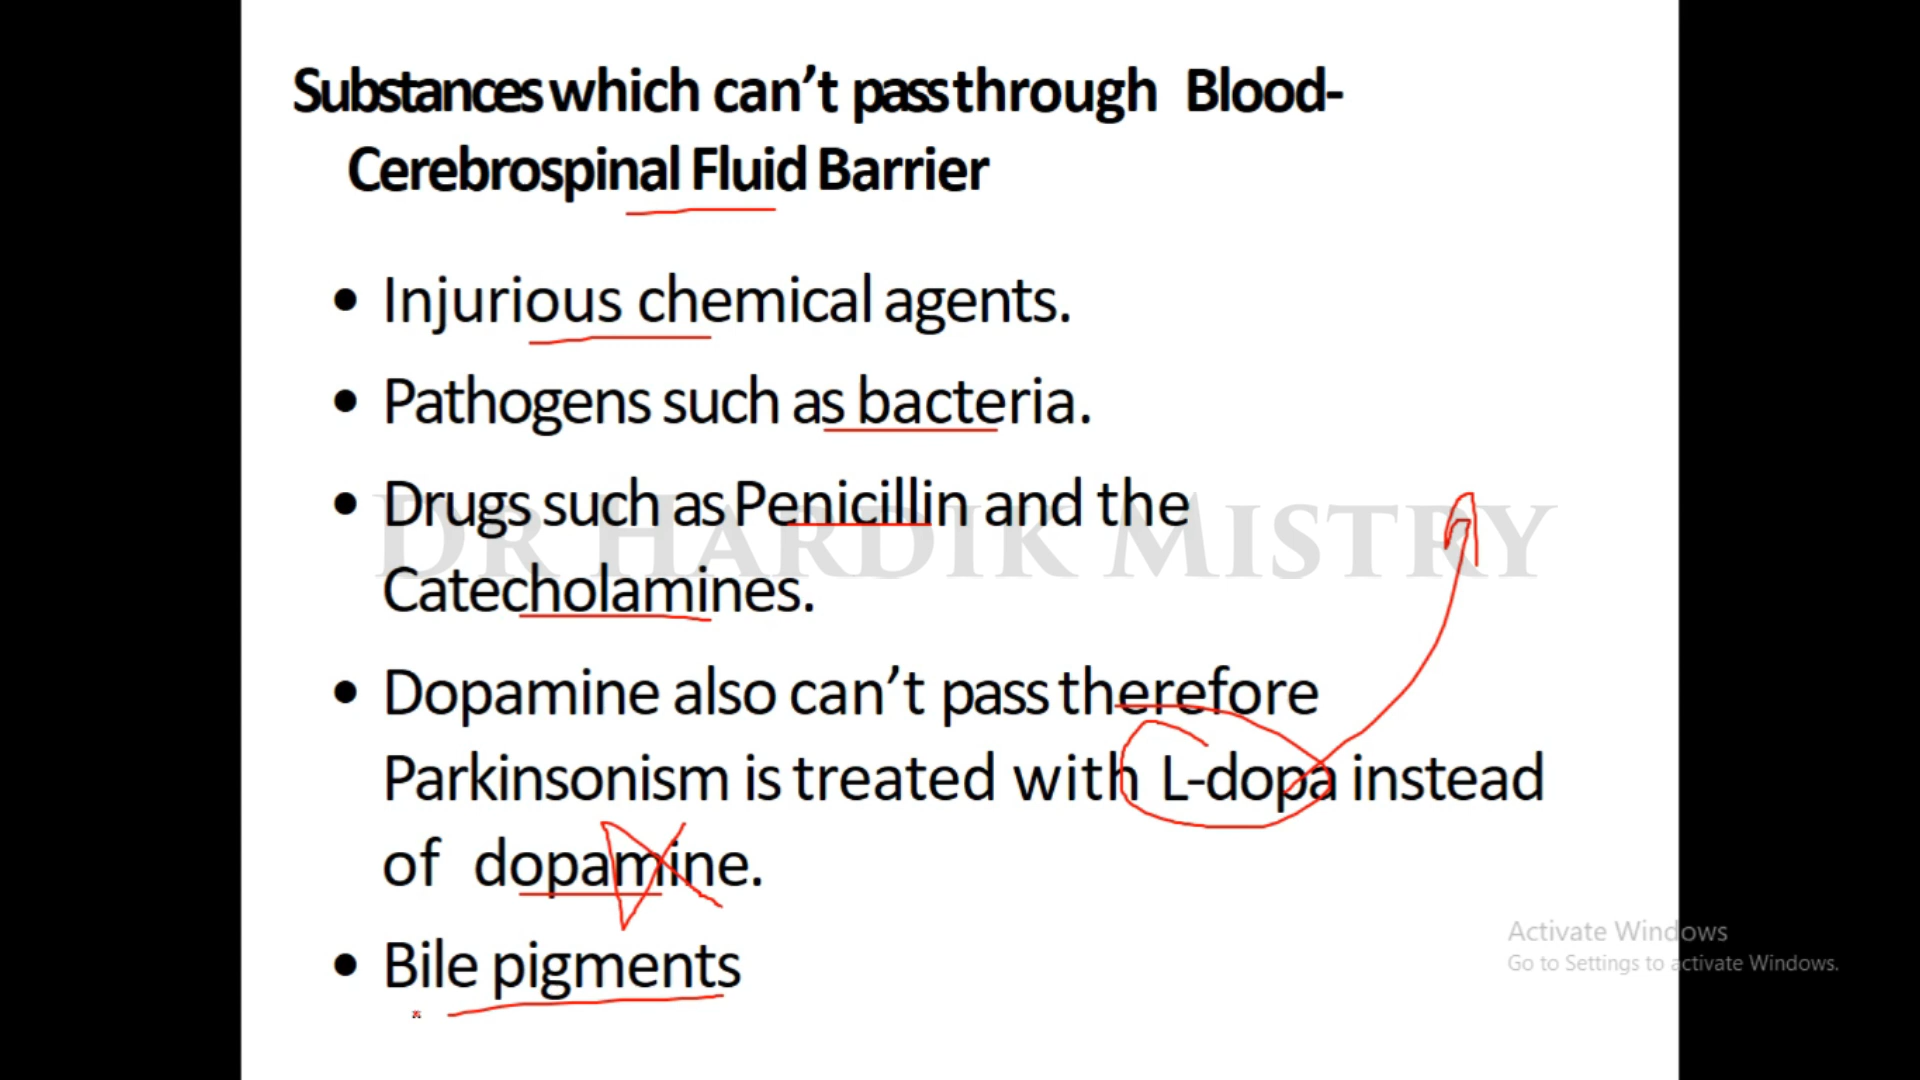 Substances which can't pass through Blood-
Cerebrospinal Fluid Barrier
• Injurious chemical agents.
• Pathogens such as bacteria.
• Drugs such as Penicillin and the
Catecholamines.
DR HARDIK MISTRY
• Dopamine also can't pass therefore
Parkinsonism is treated with L-dopa instead
of dopamine.
• Bile pigments
Activate Windows
Go to Settings to activate Windows.